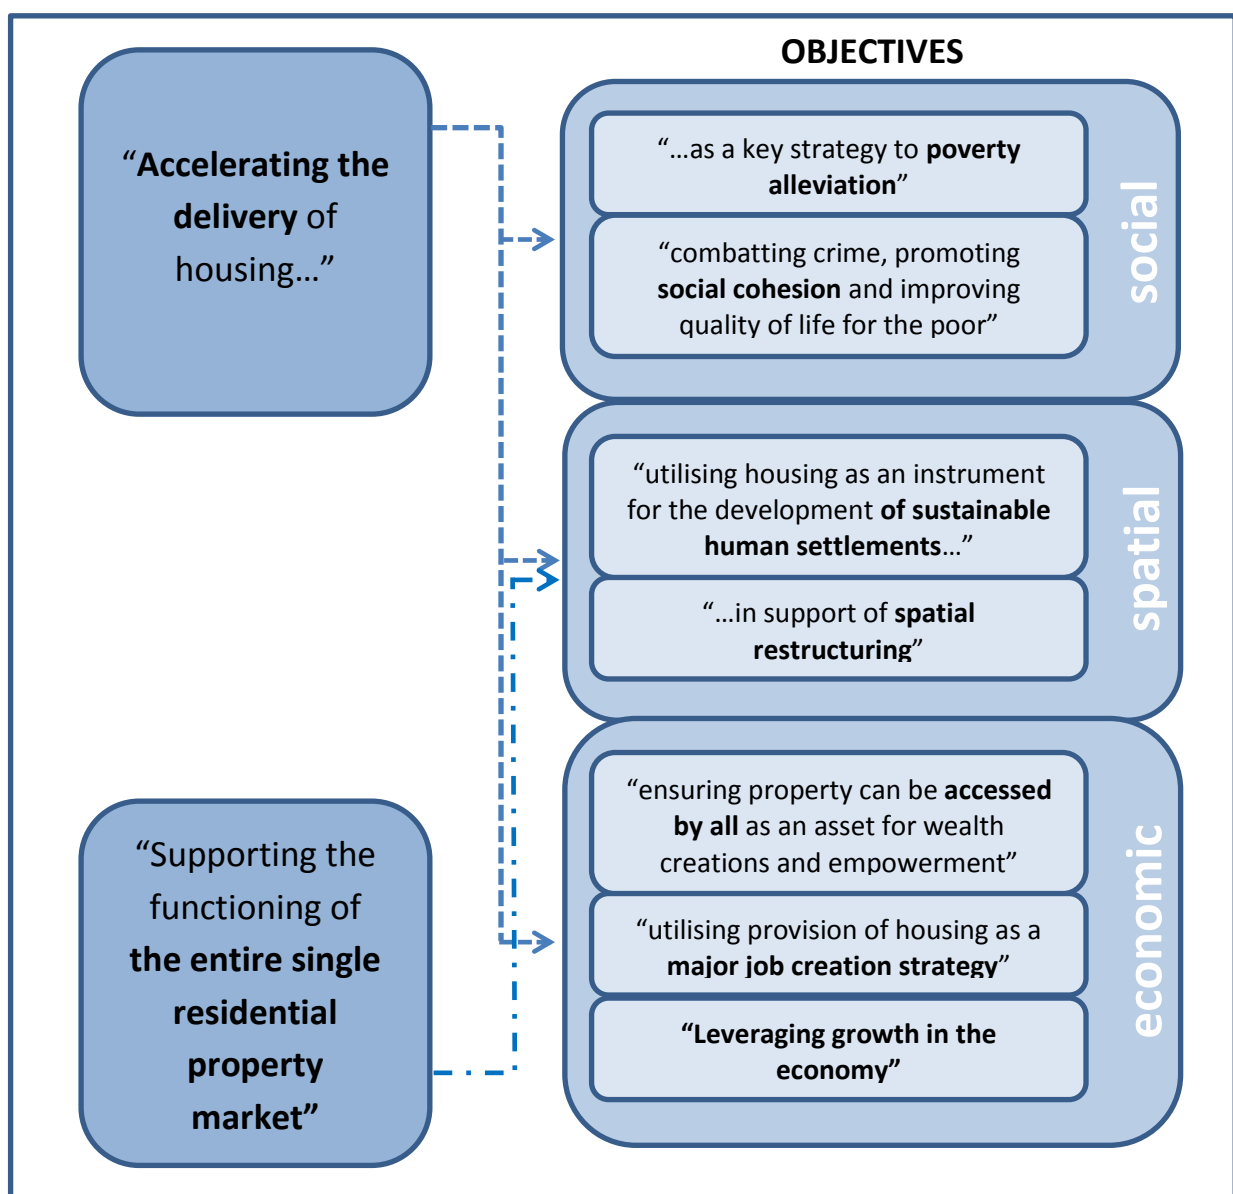 OBJECTIVES
“Accelerating the
delivery of
housing…”
“…as a key strategy to poverty
alleviation”
“combatting crime, promoting
social cohesion and improving
quality of life for the poor”
social
“utilising housing as an instrument
for the development of sustainable
human settlements…”
“…in support of spatial
restructuring”
spatial
“Supporting the
functioning of
the entire single
residential
property
market”
“ensuring property can be accessed
by all as an asset for wealth
creations and empowerment”
“utilising provision of housing as a
major job creation strategy”
“Leveraging growth in the
economy”
economic